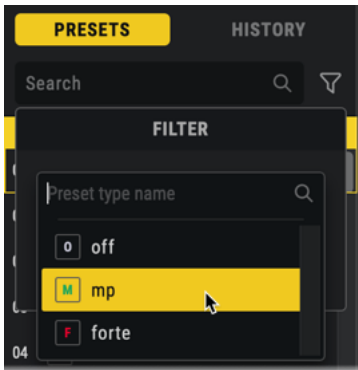 PRESETS HISTORY
Search
FILTER
Preset type name
O off
M mp
F forte
04